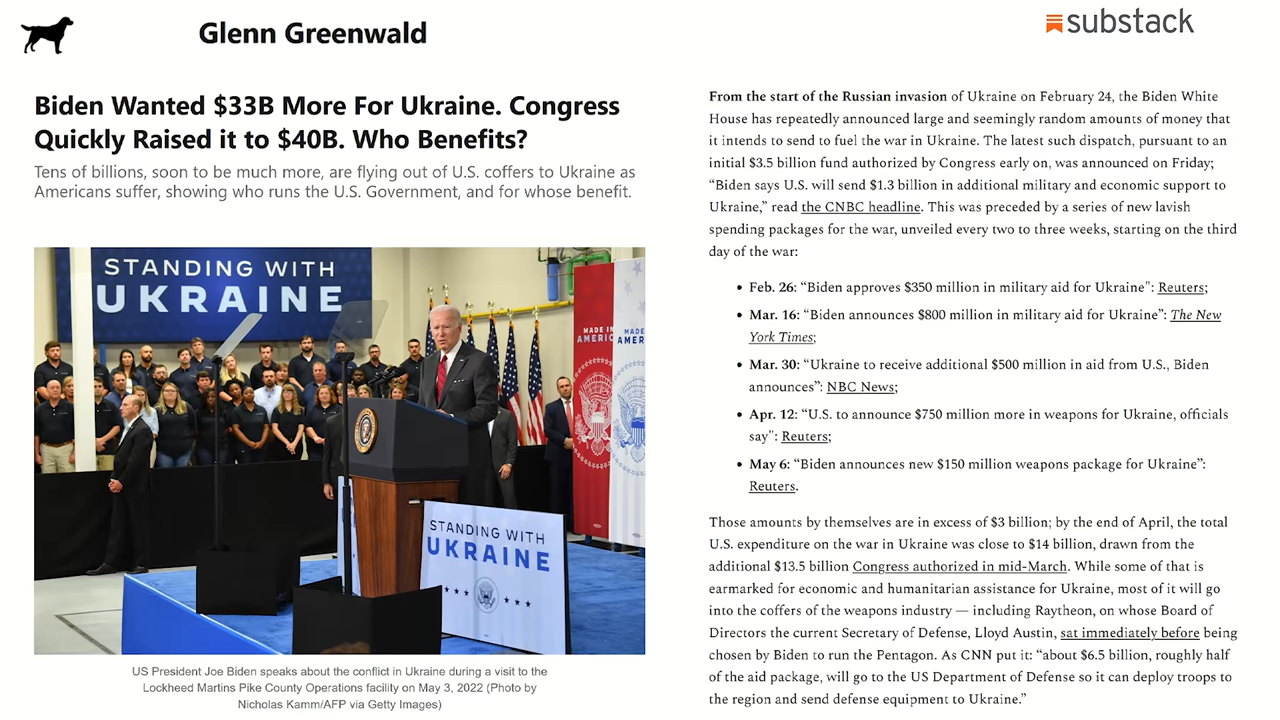 Glenn Greenwald
substack
Biden Wanted $33B More For Ukraine. Congress
Quickly Raised it to $40B. Who Benefits?
Tens of billions, soon to be much more, are flying out of U.S. coffers to Ukraine as
Americans suffer, showing who runs the U.S. Government, and for whose benefit.
STANDING WITH
UKRAINE
MADE IN
AMERICA
MADE
AMER
STANDING WITH
UKRAINE
US President Joe Biden speaks about the conflict in Ukraine during a visit to the
Lockheed Martins Pike County Operations facility on May 3, 2022 (Photo by
Nicholas Kamm/AFP via Getty Images)
From the start of the Russian invasion of Ukraine on February 24, the Biden White
House has repeatedly announced large and seemingly random amounts of money that
it intends to send to fuel the war in Ukraine. The latest such dispatch, pursuant to an
initial $3.5 billion fund authorized by Congress early on, was announced on Friday;
“Biden says U.S. will send $1.3 billion in additional military and economic support to
Ukraine,” read the CNBC headline. This was preceded by a series of new lavish
spending packages for the war, unveiled every two to three weeks, starting on the third
day of the war:
• Feb. 26: “Biden approves $350 million in military aid for Ukraine": Reuters;
• Mar. 16: “Biden announces $800 million in military aid for Ukraine”: The New
York Times;
• Mar. 30: “Ukraine to receive additional $500 million in aid from U.S., Biden
announces”: NBC News;
• Apr. 12: “U.S. to announce $750 million more in weapons for Ukraine, officials
say": Reuters;
• May 6: “Biden announces new $150 million weapons package for Ukraine”:
Reuters.
Those amounts by themselves are in excess of $3 billion; by the end of April, the total
U.S. expenditure on the war in Ukraine was close to $14 billion, drawn from the
additional $13.5 billion Congress authorized in mid-March. While some of that is
earmarked for economic and humanitarian assistance for Ukraine, most of it will go
into the coffers of the weapons industry — including Raytheon, on whose Board of
Directors the current Secretary of Defense, Lloyd Austin, sat immediately before being
chosen by Biden to run the Pentagon. As CNN put it: “about $6.5 billion, roughly half
of the aid package, will go to the US Department of Defense so it can deploy troops to
the region and send defense equipment to Ukraine.”